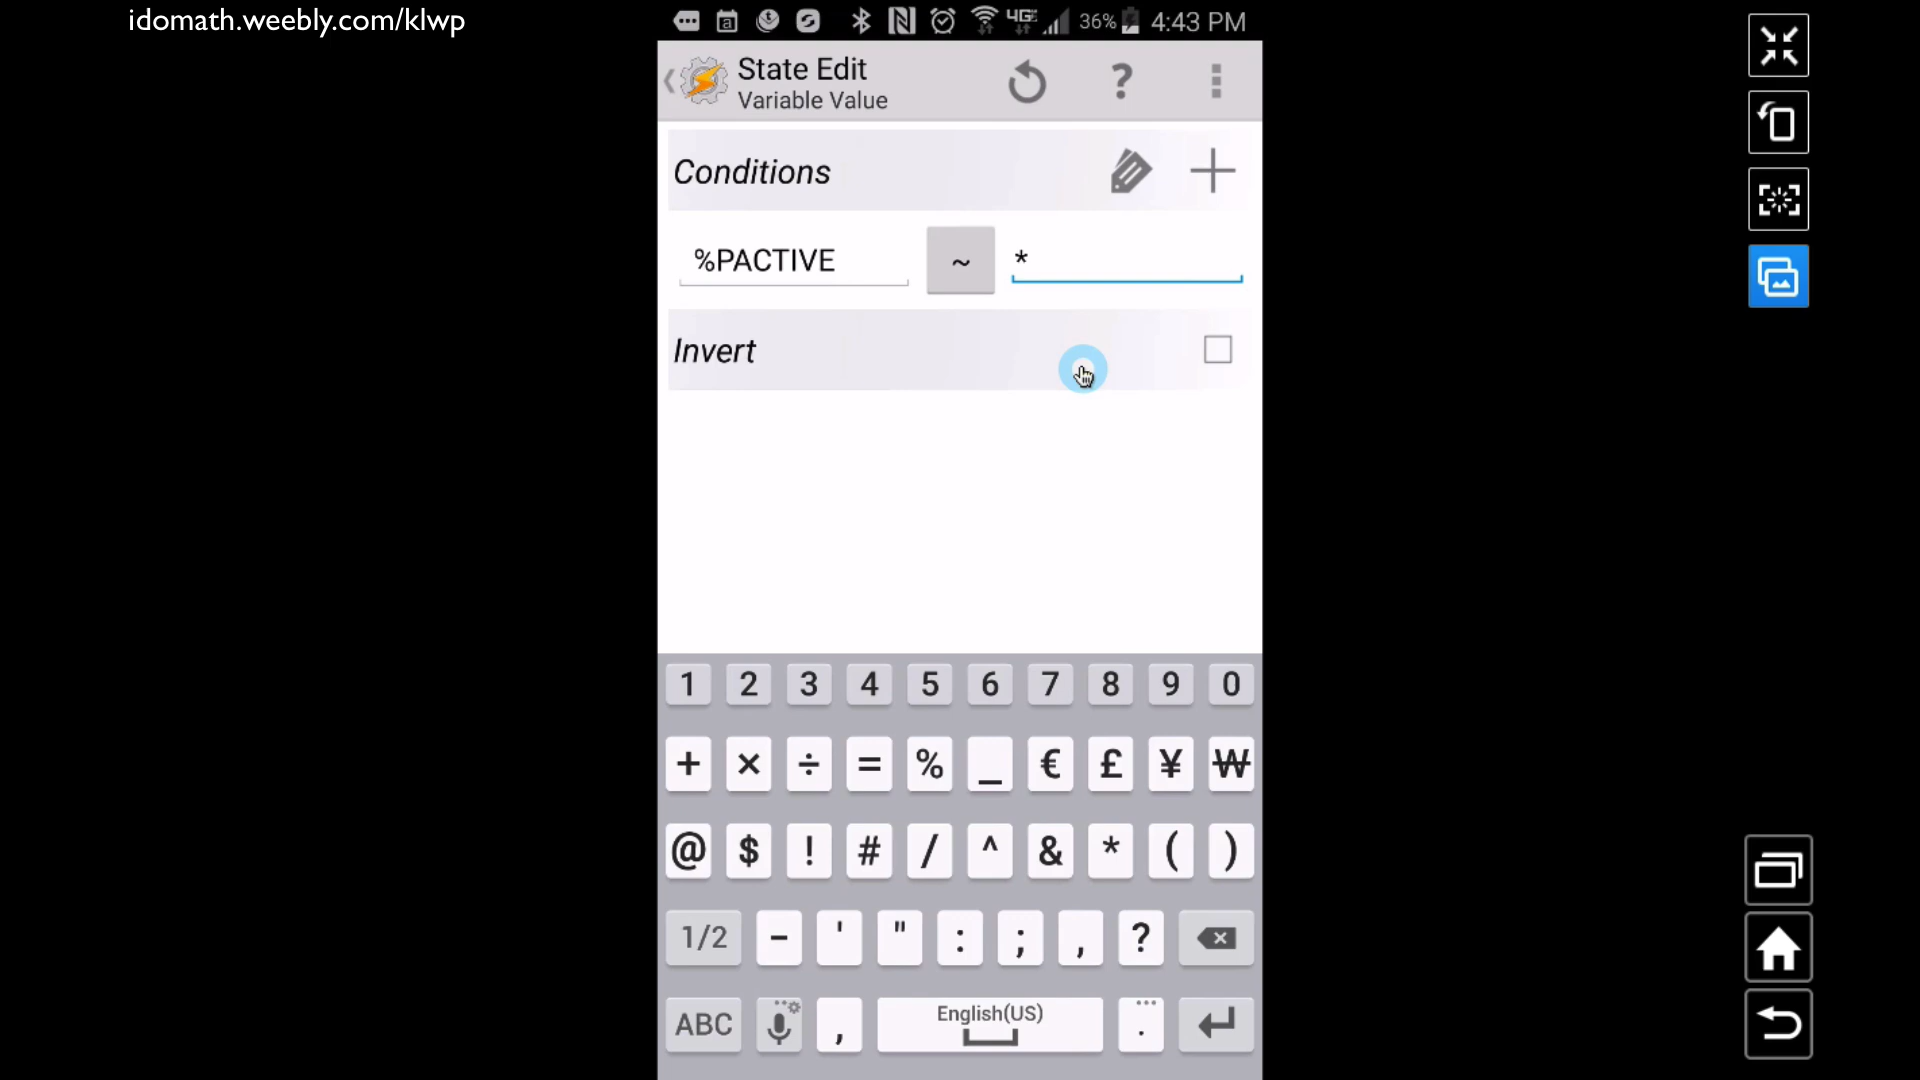 idomath.weebly.com/klwp
4G 36% 4:43 PM
State Edit
Variable Value
?
Conditions
+
%PACTIVE ~ *
Invert
1 2 3 4 5 6 7 8 9 0
+ × ÷ = % _ € £ ¥ ₩
@ $ ! # / ^ & * ( )
1/2 - ' " : ; , ?
ABC , English(US) .